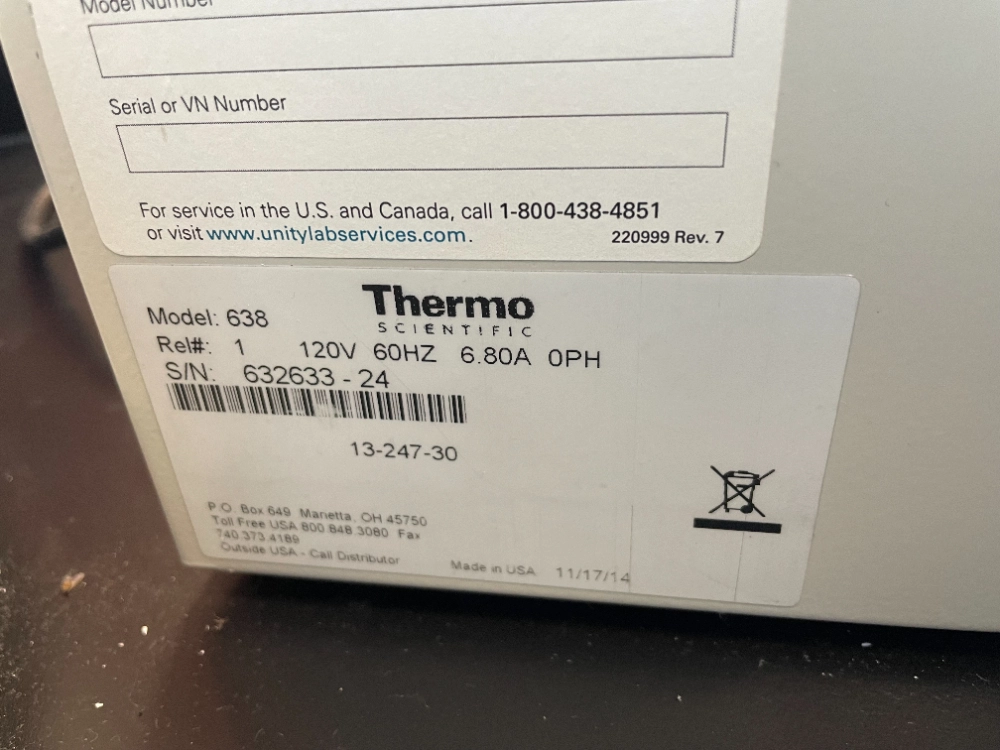 Model Number
Serial or VN Number
For service in the U.S. and Canada, call 1-800-438-4851
or visit www.unitylabservices.com.
220999 Rev. 7
Thermo
SCIENTIFIC
Model: 638
Rel#: 1 120V 60HZ 6.80A 0PH
S/N: 632633 - 24
13-247-30
P.O. Box 649 Marietta, OH 45750
Toll Free USA 800 848 3080 Fax
740.373.4189
Outside USA - Call Distributor
Made in USA 11/17/14